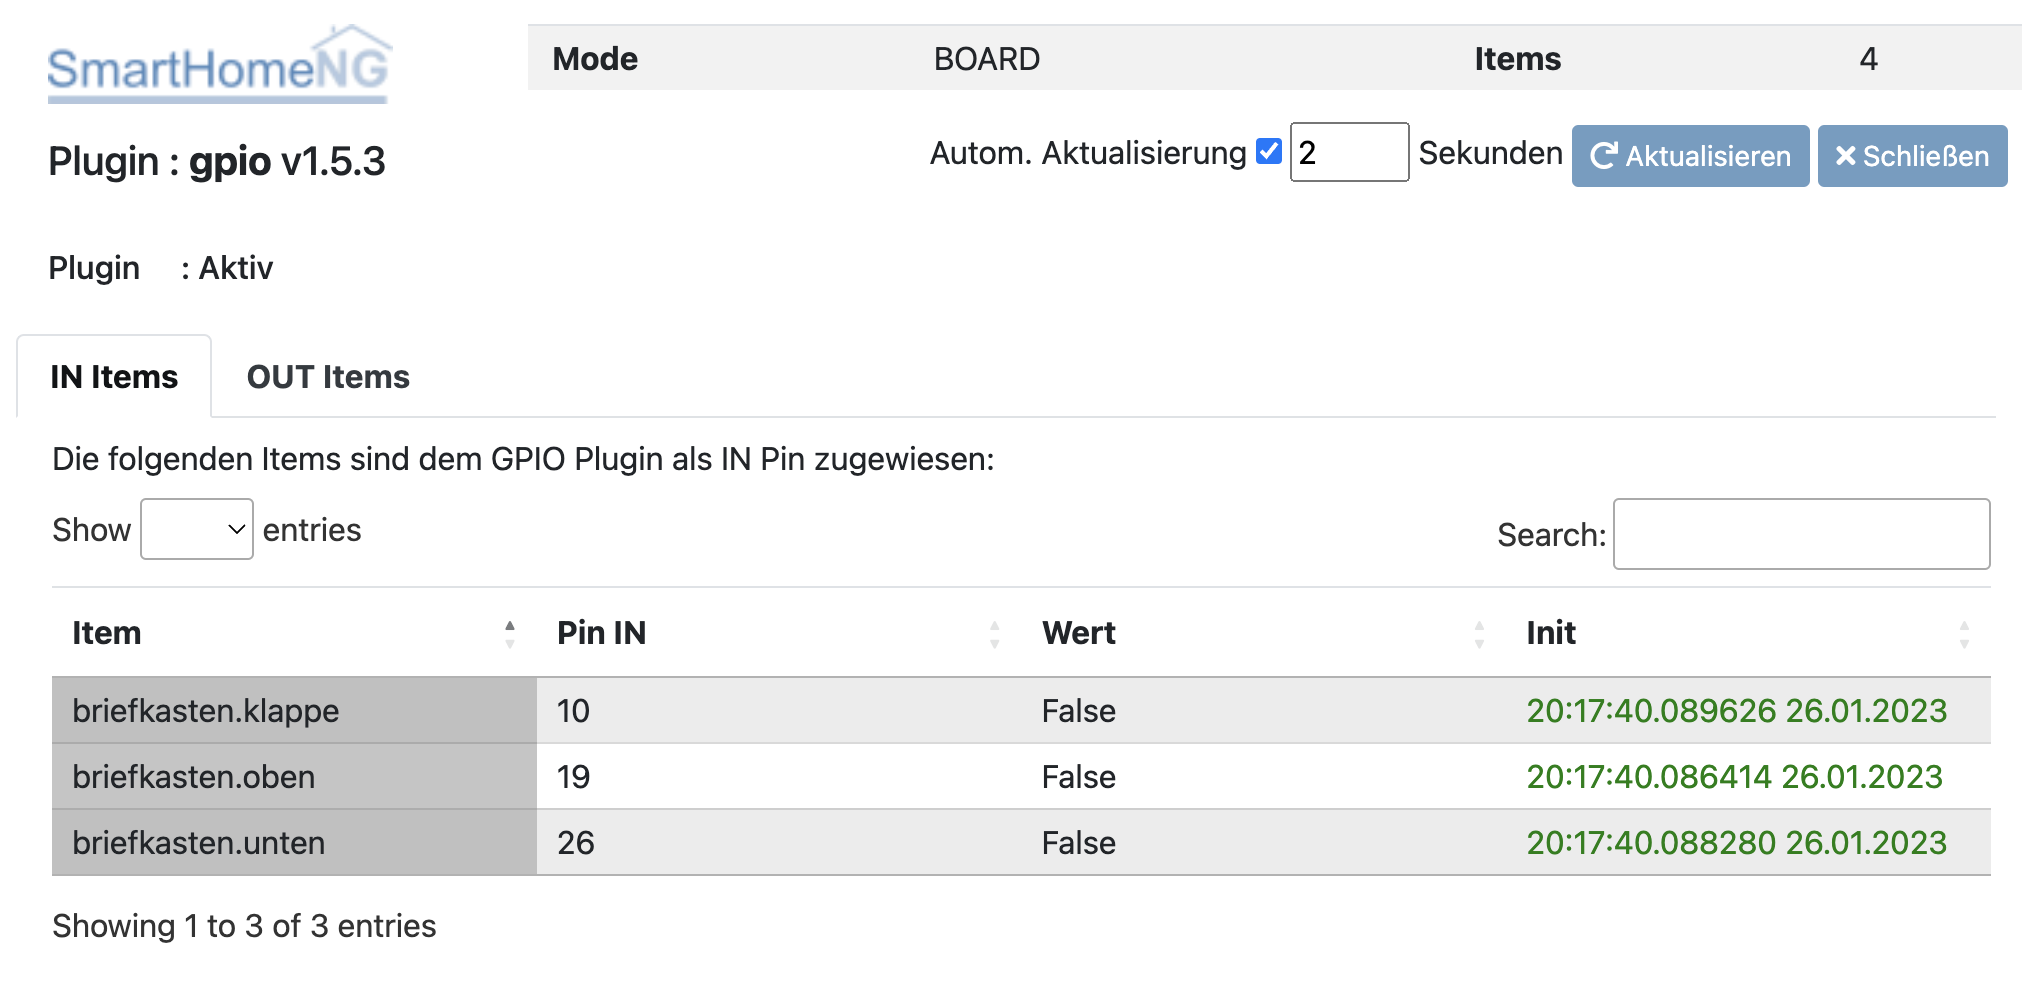 SmartHomeNG
Mode BOARD Items 4
Plugin : gpio v1.5.3
Autom. Aktualisierung 2 Sekunden Aktualisieren Schließen
Plugin : Aktiv
IN Items OUT Items
Die folgenden Items sind dem GPIO Plugin als IN Pin zugewiesen:
Show entries Search:
Item Pin IN Wert Init
briefkasten.klappe 10 False 20:17:40.089626 26.01.2023
briefkasten.oben 19 False 20:17:40.086414 26.01.2023
briefkasten.unten 26 False 20:17:40.088280 26.01.2023
Showing 1 to 3 of 3 entries